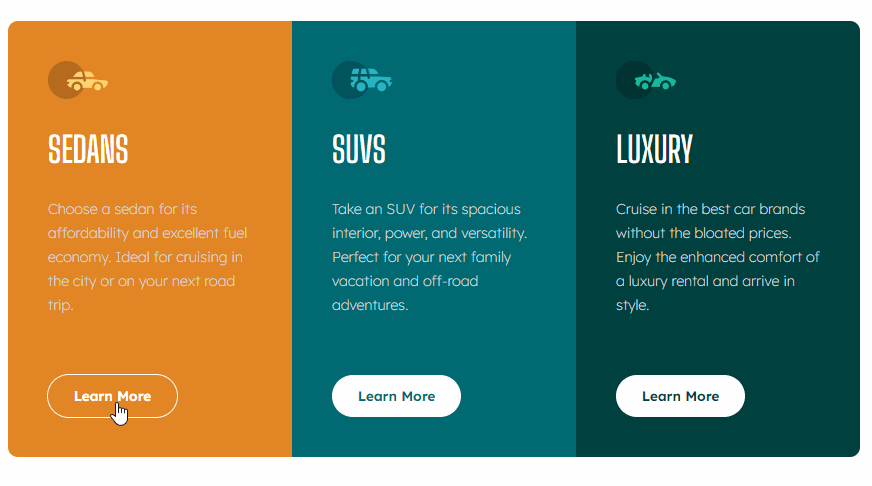 SEDANS
Choose a sedan for its
affordability and excellent fuel
economy. Ideal for cruising in
the city or on your next road
trip.
Learn More
SUVS
Take an SUV for its spacious
interior, power, and versatility.
Perfect for your next family
vacation and off-road
adventures.
Learn More
LUXURY
Cruise in the best car brands
without the bloated prices.
Enjoy the enhanced comfort of
a luxury rental and arrive in
style.
Learn More